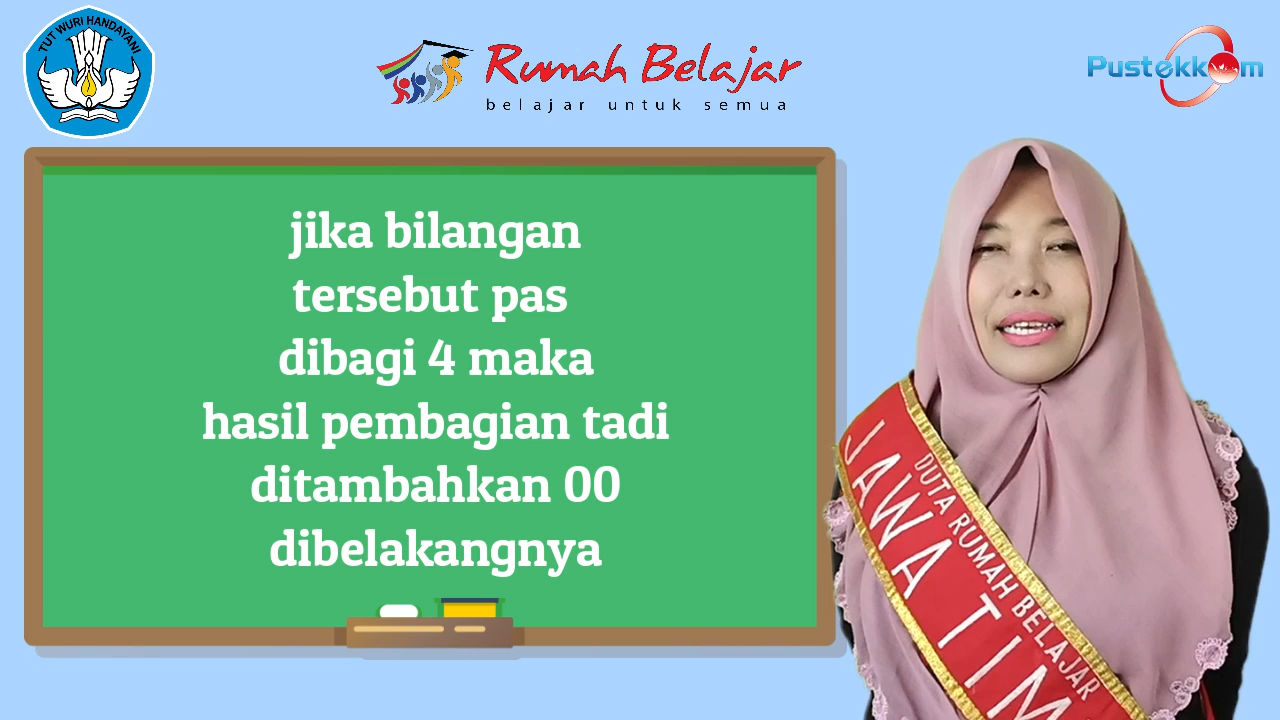 TUT WURI HANDAYANI
Rumah Belajar
belajar untuk semua
Pustekkom
jika bilangan
tersebut pas
dibagi 4 maka
hasil pembagian tadi
ditambahkan 00
dibelakangnya
DUTA RUMAH BELAJAR
JAWA TIM